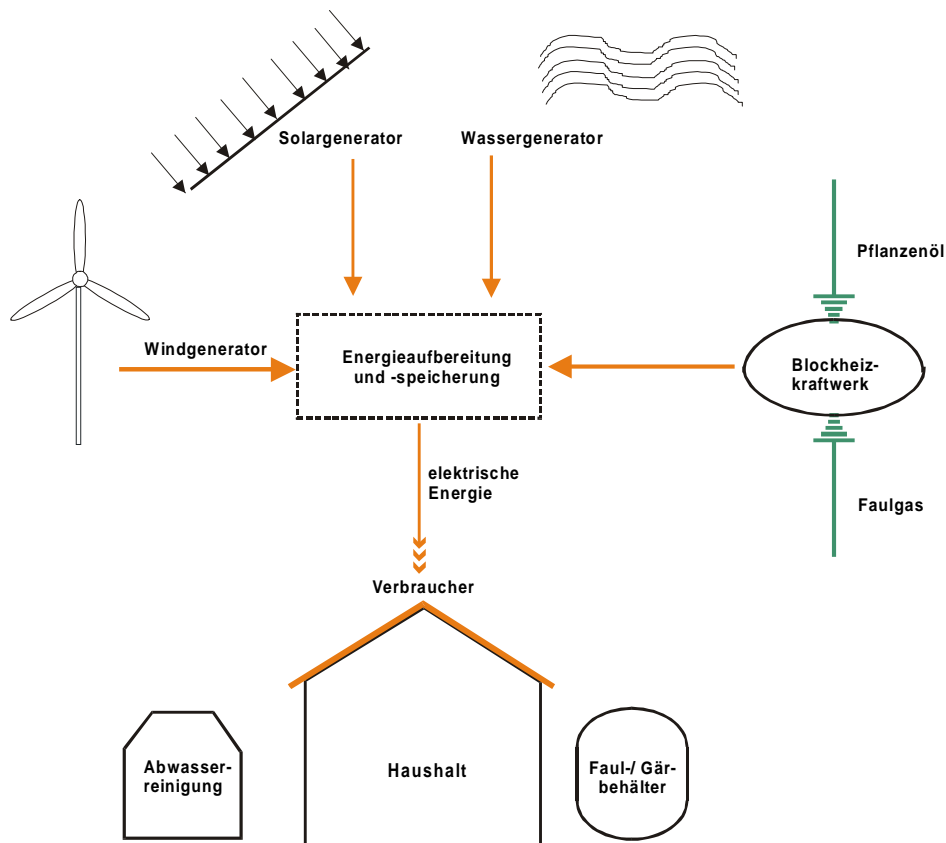 Solargenerator
Wassergenerator
Pflanzenöl
Windgenerator
Energieaufbereitung
und -speicherung
Blockheiz-
kraftwerk
elektrische
Energie
Faulgas
Verbraucher
Abwasser-
reinigung
Haushalt
Faul-/ Gär-
behälter